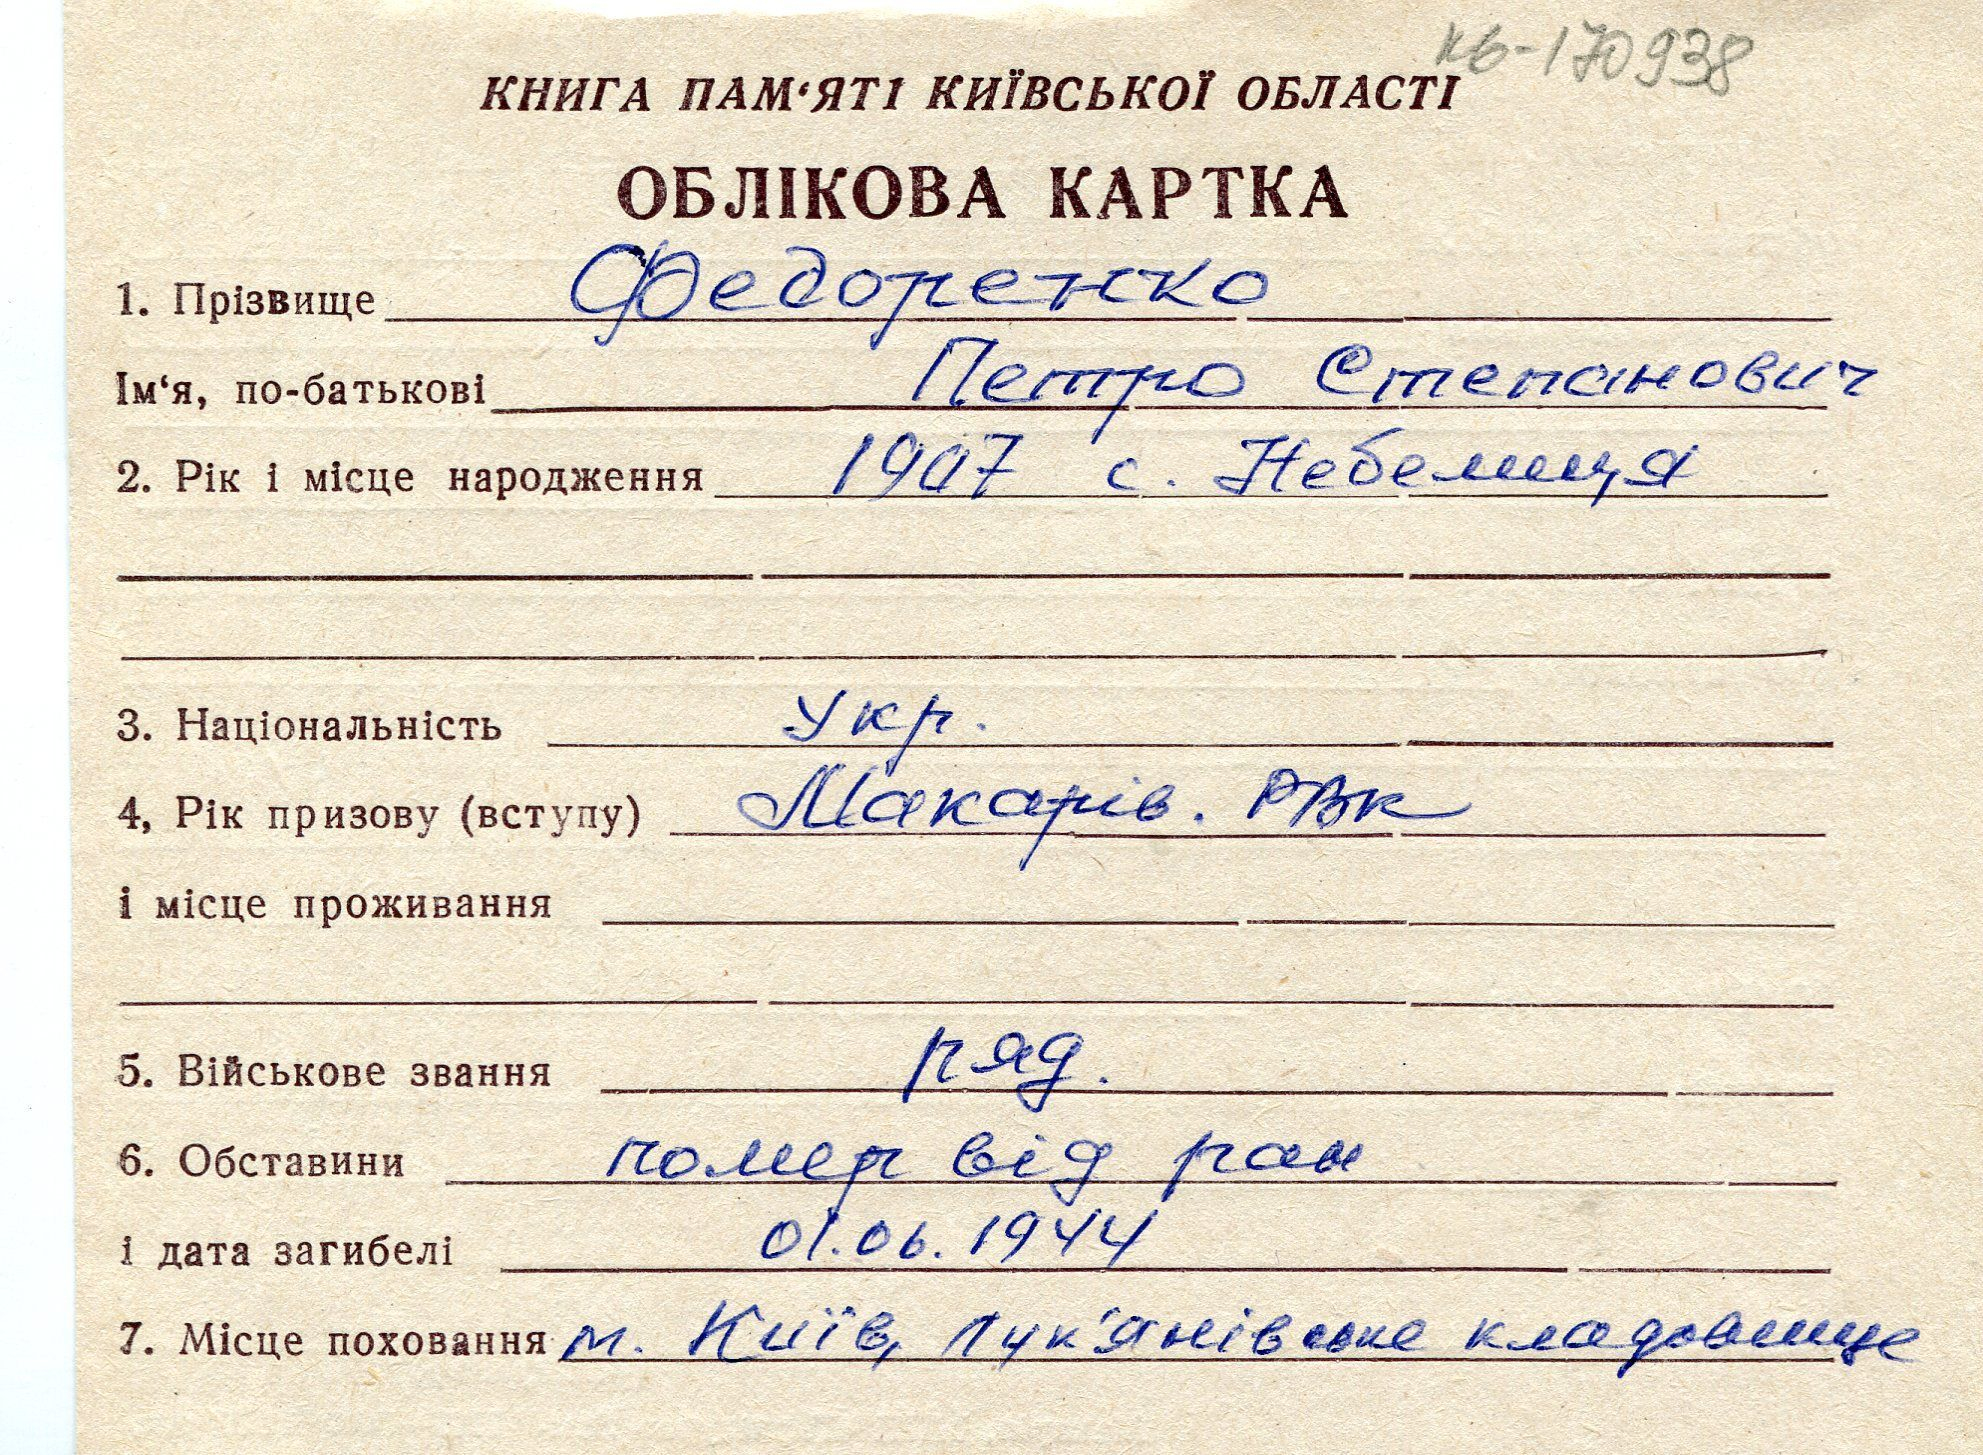 КВ-170938
КНИГА ПАМ‘ЯТІ КИЇВСЬКОЇ ОБЛАСТІ
ОБЛІКОВА КАРТКА
1. Прізвище Федоренко
Ім‘я, по-батькові Петро Степанович
2. Рік і місце народження 1907 с. Небелиця
3. Національність Укр.
4, Рік призову (вступу) Макарів. РВК
і місце проживання
5. Військове звання ряд.
6. Обставини помер від ран
і дата загибелі 01.06.1944
7. Місце поховання м. Київ, Лук'янівське кладовище